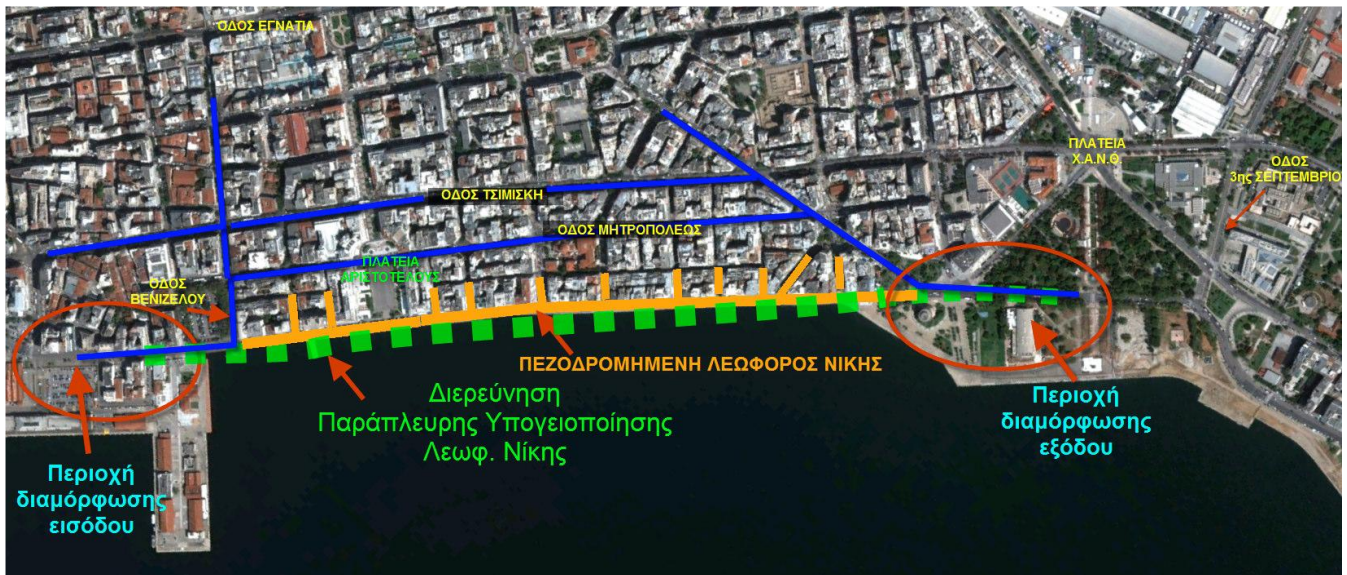 ΟΔΟΣ ΕΓΝΑΤΙΑ
ΠΛΑΤΕΙΑ
Χ.Α.Ν.Θ.
ΟΔΟΣ
3ης ΣΕΠΤΕΜΒΡΙΟ
ΟΔΟΣ ΤΣΙΜΙΣΚΗ
ΟΔΟΣ ΜΗΤΡΟΠΟΛΕΩΣ
ΠΛΑΤΕΙΑ
ΑΡΙΣΤΟΤΕΛΟΥΣ
ΟΔΟΣ
ΒΕΝΙΖΕΛΟΥ
ΠΕΖΟΔΡΟΜΗΜΕΝΗ ΛΕΩΦΟΡΟΣ ΝΙΚΗΣ
Διερεύνηση
Παράπλευρης Υπογειοποίησης
Λεωφ. Νίκης
Περιοχή
διαμόρφωσης
εξόδου
Περιοχή
διαμόρφωσης
εισόδου